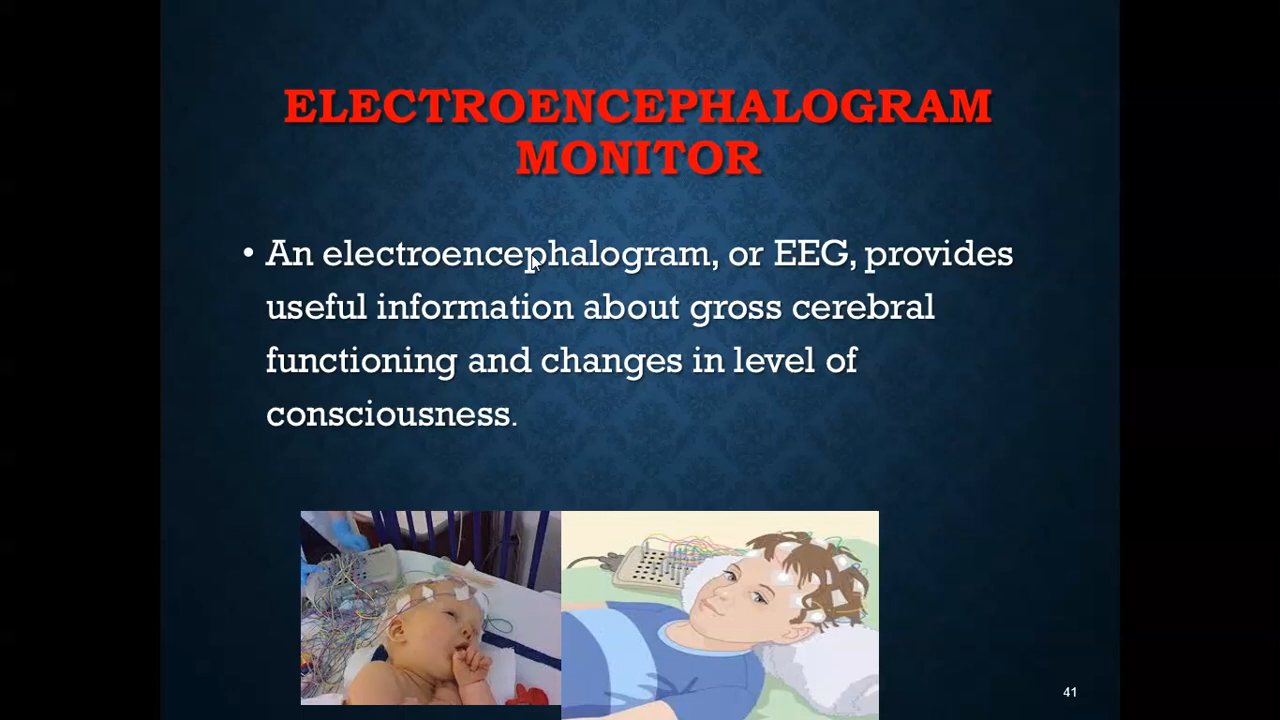 ELECTROENCEPHALOGRAM
MONITOR
• An electroencephalogram, or EEG, provides
useful information about gross cerebral
functioning and changes in level of
consciousness.
41